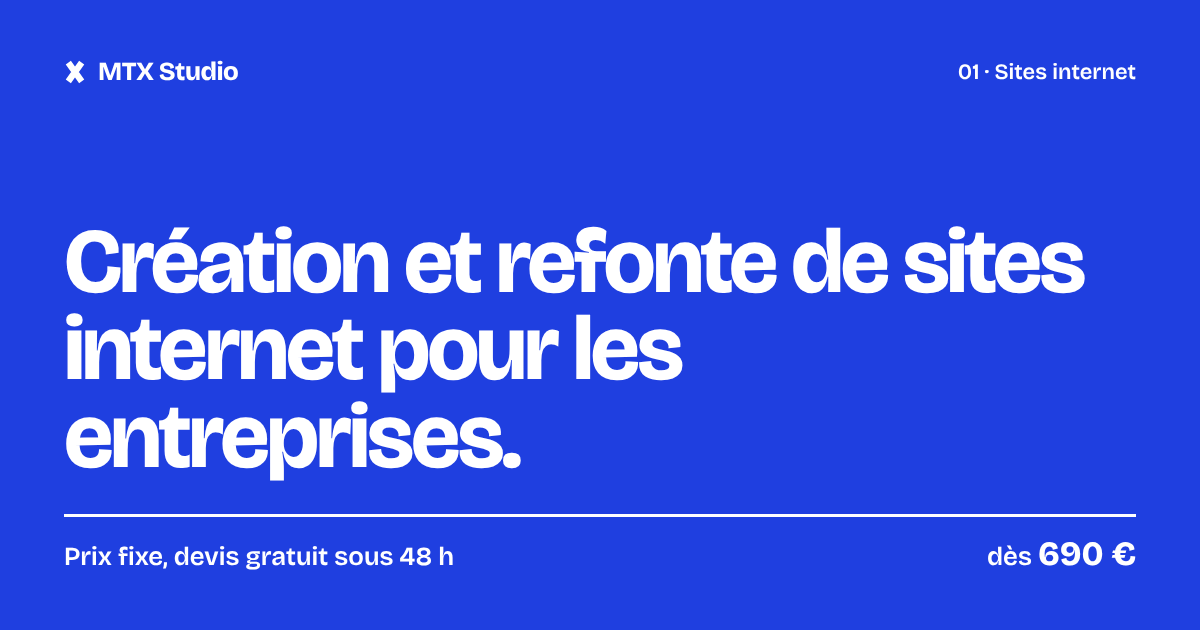 MTX Studio
01 · Sites internet
Création et refonte de sites
internet pour les
entreprises.
Prix fixe, devis gratuit sous 48 h
dès 690 €